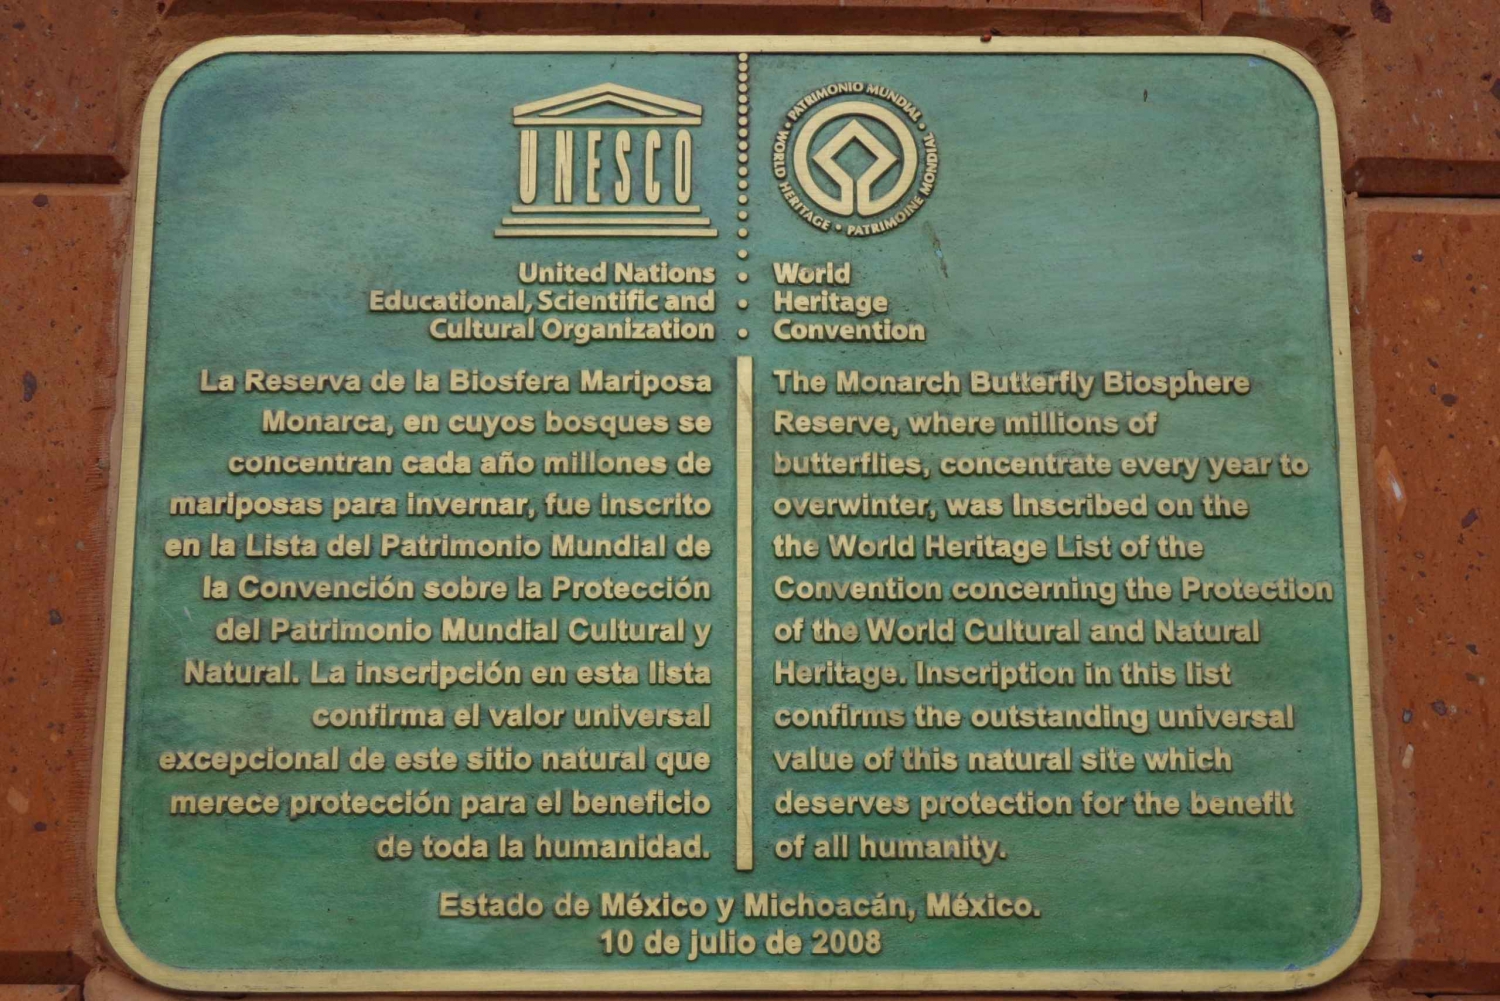 UNESCO
PATRIMONIO MUNDIAL • WORLD HERITAGE • PATRIMOINE MONDIAL •
United Nations
Educational, Scientific and
Cultural Organization
World
Heritage
Convention
La Reserva de la Biosfera Mariposa
Monarca, en cuyos bosques se
concentran cada año millones de
mariposas para invernar, fue inscrito
en la Lista del Patrimonio Mundial de
la Convención sobre la Protección
del Patrimonio Mundial Cultural y
Natural. La inscripción en esta lista
confirma el valor universal
excepcional de este sitio natural que
merece protección para el beneficio
de toda la humanidad.
The Monarch Butterfly Biosphere
Reserve, where millions of
butterflies, concentrate every year to
overwinter, was Inscribed on the
the World Heritage List of the
Convention concerning the Protection
of the World Cultural and Natural
Heritage. Inscription in this list
confirms the outstanding universal
value of this natural site which
deserves protection for the benefit
of all humanity.
Estado de México y Michoacán, México.
10 de julio de 2008